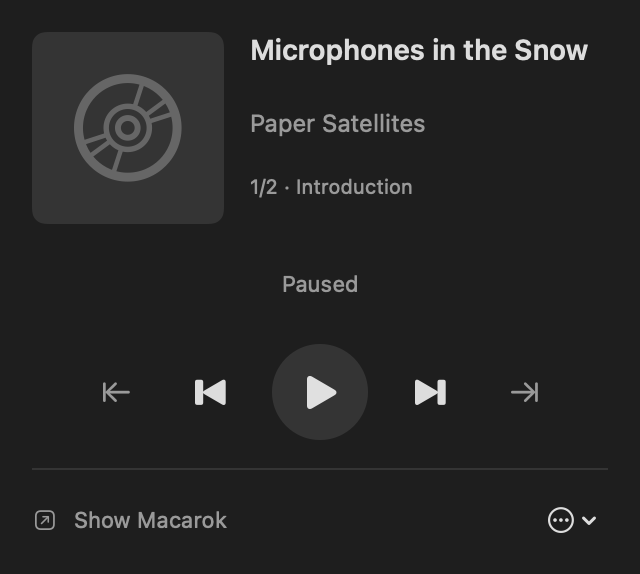 Microphones in the Snow
Paper Satellites
1/2 · Introduction
Paused
Show Macarok